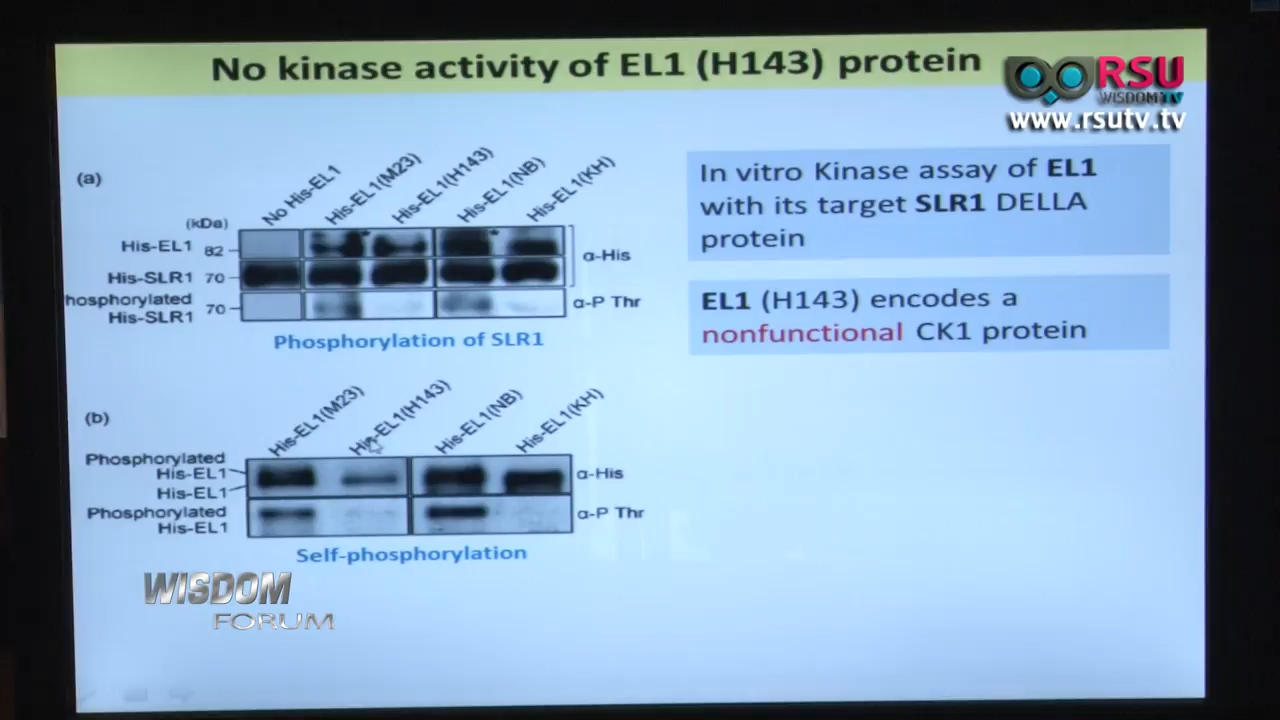 No kinase activity of EL1 (H143) protein
RSU
WISDOM TV
www.rsutv.tv
(a)
No His-EL1
His-EL1(M23)
His-EL1(H143)
His-EL1(NB)
His-EL1(KH)
(kDa)
His-EL1 82
His-SLR1 70
hosphorylated
His-SLR1 70
α-His
α-P Thr
Phosphorylation of SLR1
In vitro Kinase assay of EL1
with its target SLR1 DELLA
protein
EL1 (H143) encodes a
nonfunctional CK1 protein
(b)
His-EL1(M23)
His-EL1(H143)
His-EL1(NB)
His-EL1(KH)
Phosphorylated
His-EL1
His-EL1
Phosphorylated
His-EL1
α-His
α-P Thr
Self-phosphorylation
WISDOM
FORUM